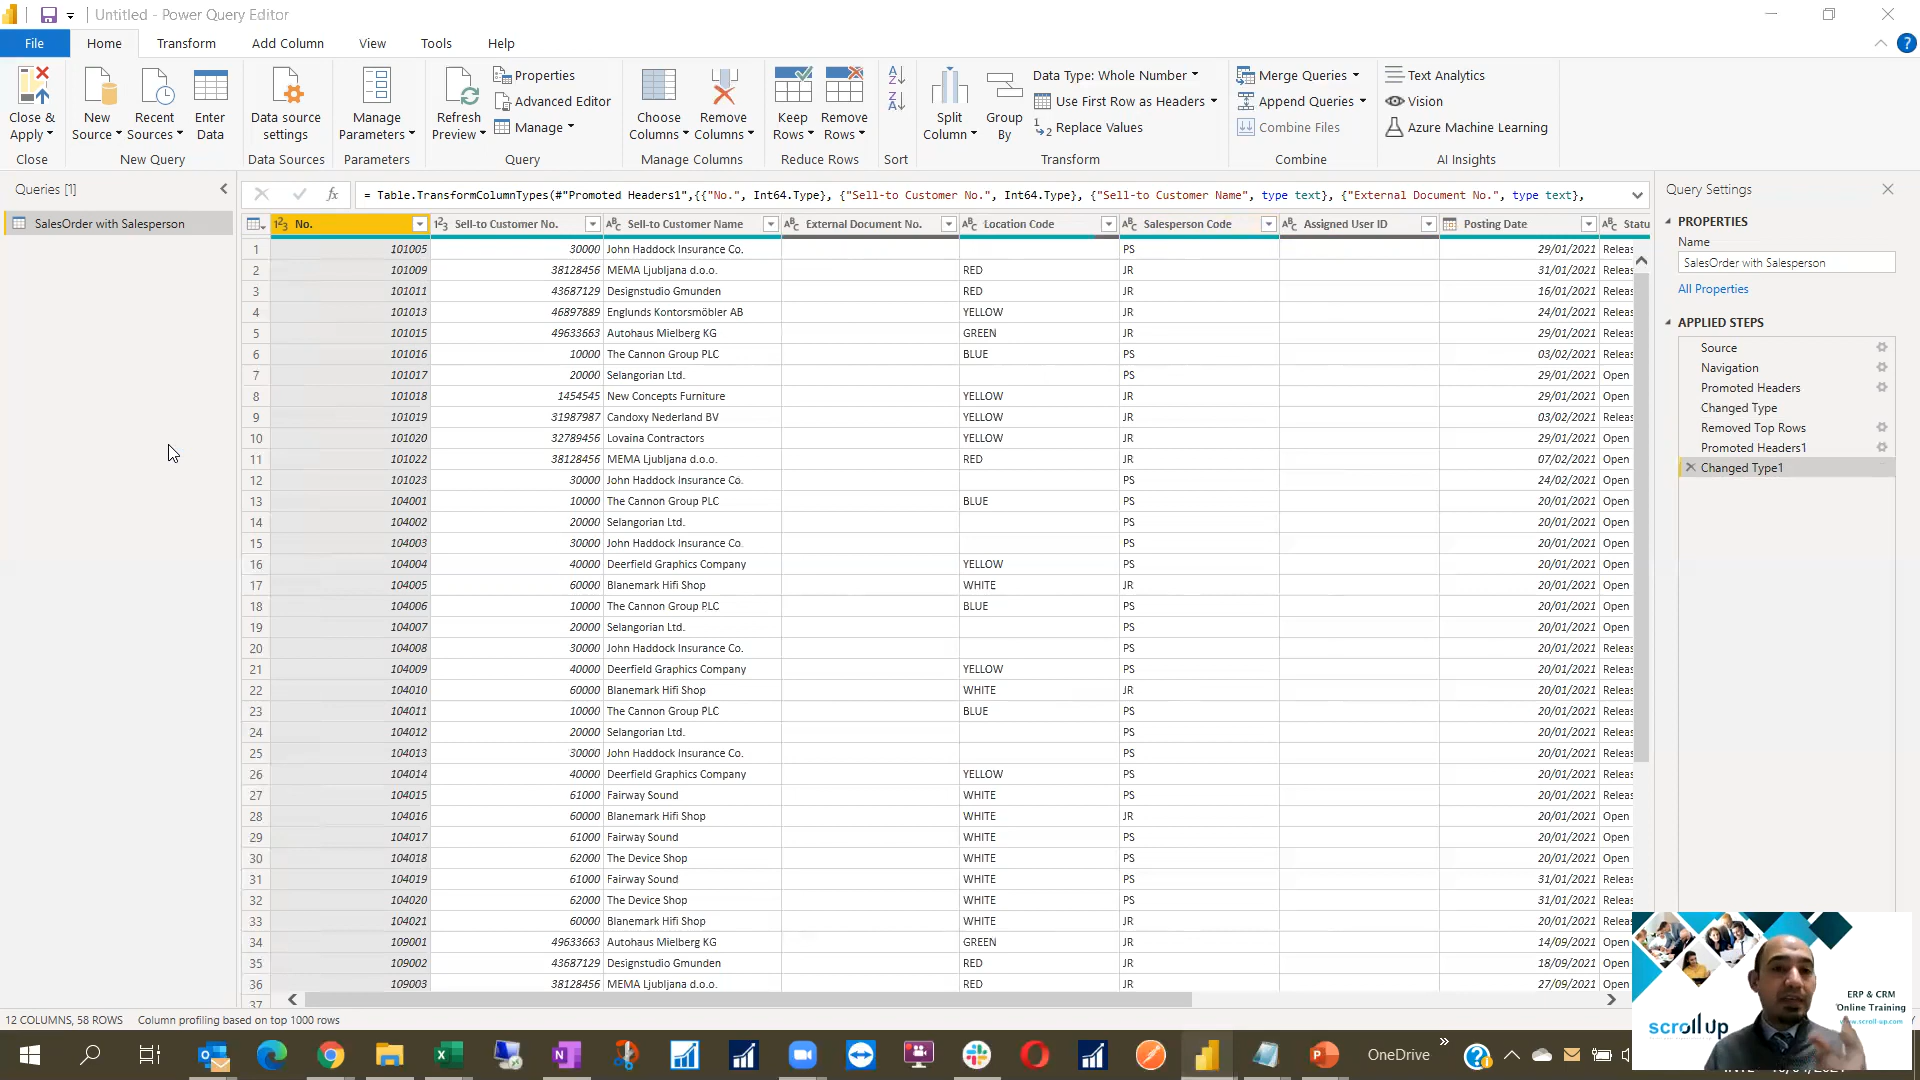 Untitled - Power Query Editor
File Home Transform Add Column View Tools Help
Close & Apply
New Source
Recent Sources
Enter Data
Data source settings
Manage Parameters
Refresh Preview
Properties
Advanced Editor
Manage
Choose Columns
Remove Columns
Keep Rows
Remove Rows
Split Column
Group By
Data Type: Whole Number
Use First Row as Headers
Replace Values
Merge Queries
Append Queries
Combine Files
Text Analytics
Vision
Azure Machine Learning
Close New Query Data Sources Parameters Query Manage Columns Reduce Rows Sort Transform Combine AI Insights
Queries [1]
SalesOrder with Salesperson
= Table.TransformColumnTypes(#"Promoted Headers1",{{"No.", Int64.Type}, {"Sell-to Customer No.", Int64.Type}, {"Sell-to Customer Name", type text}, {"External Document No.", type text},
No. Sell-to Customer No. Sell-to Customer Name External Document No. Location Code Salesperson Code Assigned User ID Posting Date Statu
1 101005 30000 John Haddock Insurance Co. PS 29/01/2021 Releas
2 101009 38128456 MEMA Ljubljana d.o.o. RED JR 31/01/2021 Releas
3 101011 43687129 Designstudio Gmunden RED JR 16/01/2021 Releas
4 101013 46897889 Englunds Kontorsmöbler AB YELLOW JR 24/01/2021 Releas
5 101015 49633663 Autohaus Mielberg KG GREEN JR 29/01/2021 Releas
6 101016 10000 The Cannon Group PLC BLUE PS 03/02/2021 Releas
7 101017 20000 Selangorian Ltd. PS 29/01/2021 Open
8 101018 1454545 New Concepts Furniture YELLOW JR 29/01/2021 Open
9 101019 31987987 Candoxy Nederland BV YELLOW JR 03/02/2021 Releas
10 101020 32789456 Lovaina Contractors YELLOW JR 29/01/2021 Open
11 101022 38128456 MEMA Ljubljana d.o.o. RED JR 07/02/2021 Open
12 101023 30000 John Haddock Insurance Co. PS 24/02/2021 Open
13 104001 10000 The Cannon Group PLC BLUE PS 20/01/2021 Open
14 104002 20000 Selangorian Ltd. PS 20/01/2021 Open
15 104003 30000 John Haddock Insurance Co. PS 20/01/2021 Open
16 104004 40000 Deerfield Graphics Company YELLOW PS 20/01/2021 Open
17 104005 60000 Blanemark Hifi Shop WHITE JR 20/01/2021 Open
18 104006 10000 The Cannon Group PLC BLUE PS 20/01/2021 Open
19 104007 20000 Selangorian Ltd. PS 20/01/2021 Open
20 104008 30000 John Haddock Insurance Co. PS 20/01/2021 Releas
21 104009 40000 Deerfield Graphics Company YELLOW PS 20/01/2021 Releas
22 104010 60000 Blanemark Hifi Shop WHITE JR 20/01/2021 Releas
23 104011 10000 The Cannon Group PLC BLUE PS 20/01/2021 Releas
24 104012 20000 Selangorian Ltd. PS 20/01/2021 Releas
25 104013 30000 John Haddock Insurance Co. PS 20/01/2021 Releas
26 104014 40000 Deerfield Graphics Company YELLOW PS 20/01/2021 Releas
27 104015 61000 Fairway Sound WHITE PS 20/01/2021 Releas
28 104016 60000 Blanemark Hifi Shop WHITE JR 20/01/2021 Open
29 104017 61000 Fairway Sound WHITE PS 20/01/2021 Open
30 104018 62000 The Device Shop WHITE PS 20/01/2021 Open
31 104019 61000 Fairway Sound WHITE PS 31/01/2021 Releas
32 104020 62000 The Device Shop WHITE PS 31/01/2021 Releas
33 104021 60000 Blanemark Hifi Shop WHITE JR 20/01/2021 Releas
34 109001 49633663 Autohaus Mielberg KG GREEN JR 14/09/2021 Open
35 109002 43687129 Designstudio Gmunden RED JR 18/09/2021 Open
36 109003 38128456 MEMA Ljubljana d.o.o. RED JR 27/09/2021 Open
37
Query Settings
PROPERTIES
Name
SalesOrder with Salesperson
All Properties
APPLIED STEPS
Source
Navigation
Promoted Headers
Changed Type
Removed Top Rows
Promoted Headers1
Changed Type1
12 COLUMNS, 58 ROWS Column profiling based on top 1000 rows
ERP & CRM
Online Training
www.scroll-up.com
scroll up
OneDrive